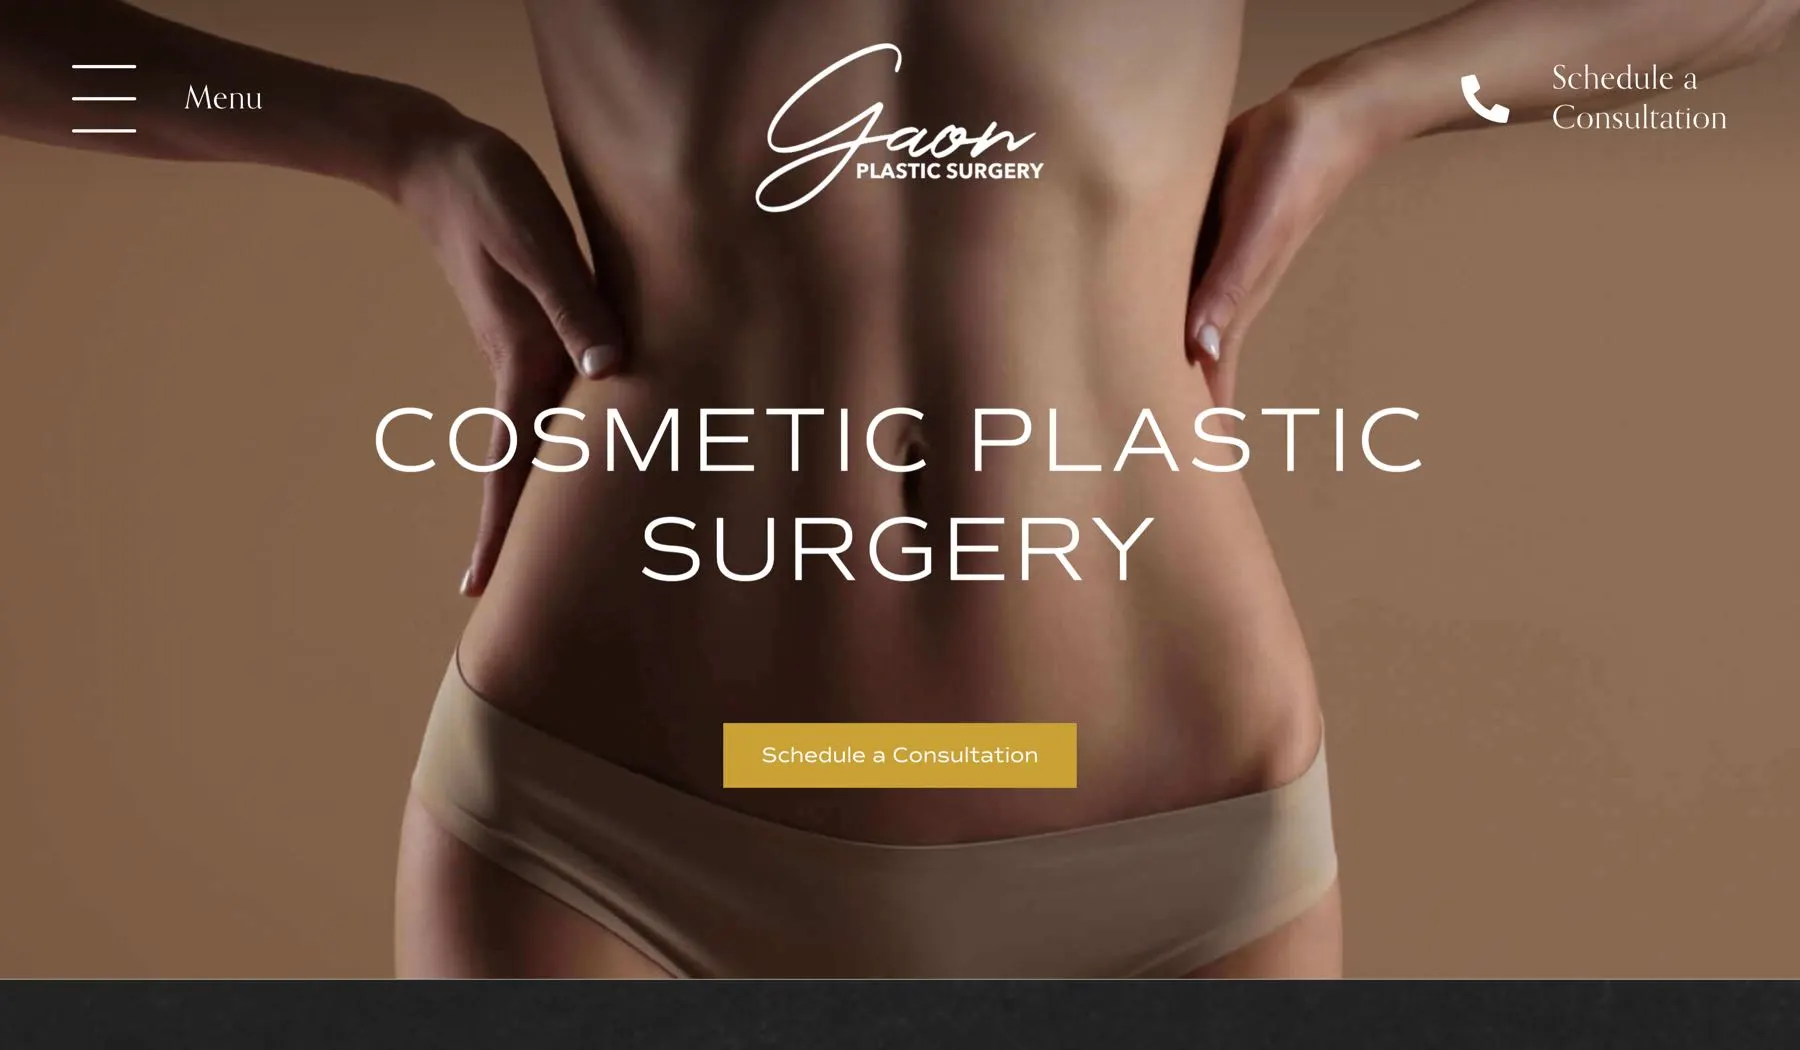 Menu
Gaon
PLASTIC SURGERY
Schedule a
Consultation
COSMETIC PLASTIC
SURGERY
Schedule a Consultation